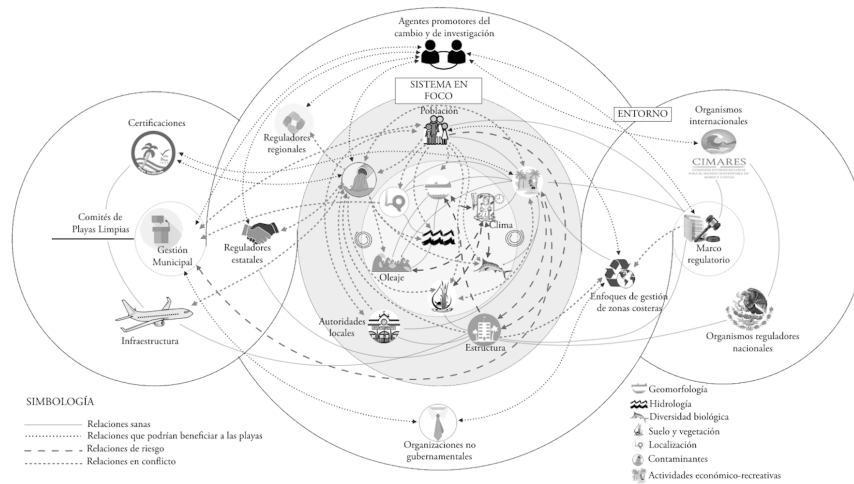 Agentes promotores del
cambio y de investigación
SISTEMA EN
FOCO
Población
ENTORNO
Organismos
internacionales
CIMARES
Certificaciones
Reguladores
regionales
Comités de
Playas Limpias
Gestión
Municipal
Reguladores
estatales
Clima
Oleaje
Marco
regulatorio
Enfoques de gestión
de zonas costeras
Infraestructura
Autoridades
locales
Estructura
Organismos reguladores
nacionales
Organizaciones no
gubernamentales
SIMBOLOGÍA
Relaciones sanas
Relaciones que podrían beneficiar a las playas
Relaciones de riesgo
Relaciones en conflicto
Geomorfología
Hidrología
Diversidad biológica
Suelo y vegetación
Localización
Contaminantes
Actividades económico-recreativas